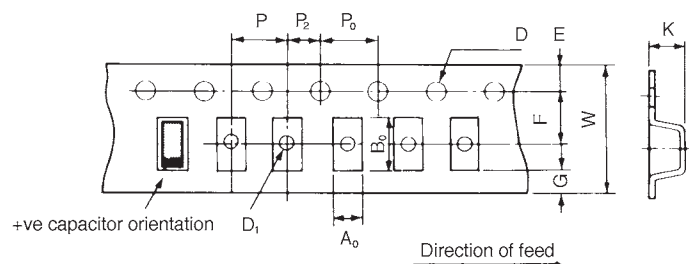 P P₂ P₀ D E K
F W
B₀ G
+ve capacitor orientation D₁ A₀
Direction of feed